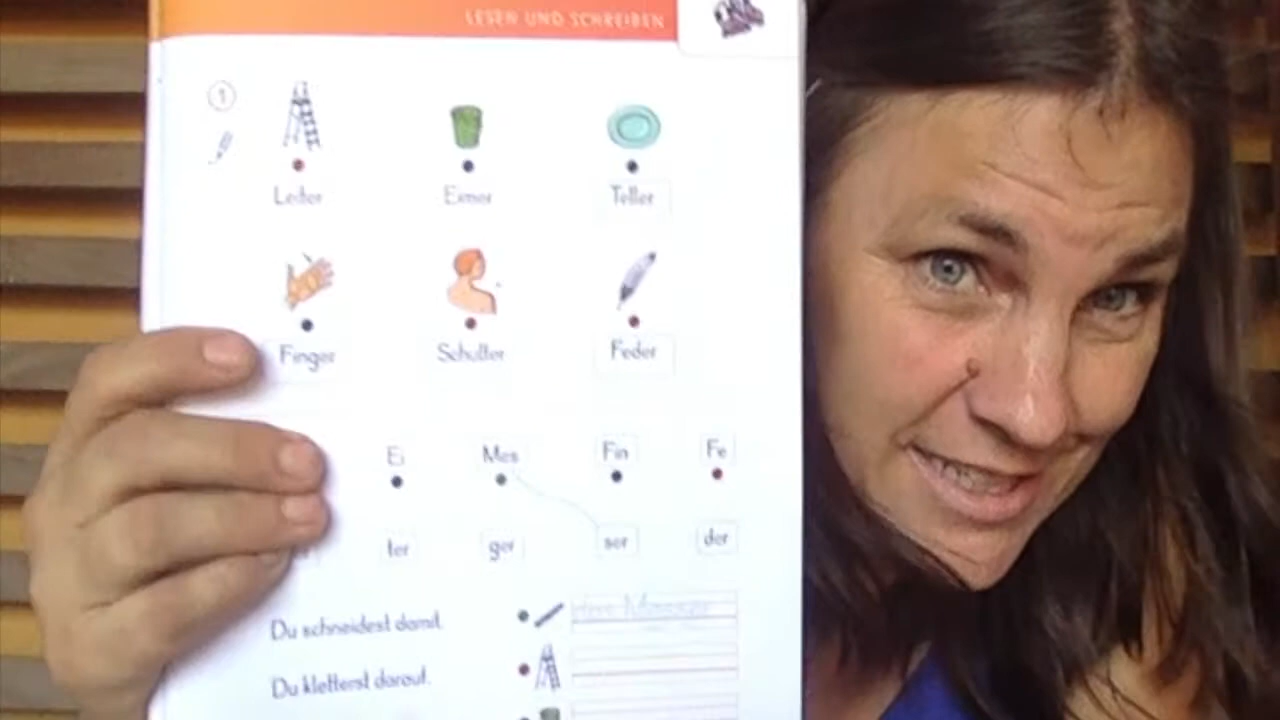 LESEN UND SCHREIBEN
1
Leiter Eimer Teller
Finger Schulter Feder
Ei Mes Fin Fe
ter ger ser der
Du schneidest damit.
Du kletterst darauf.